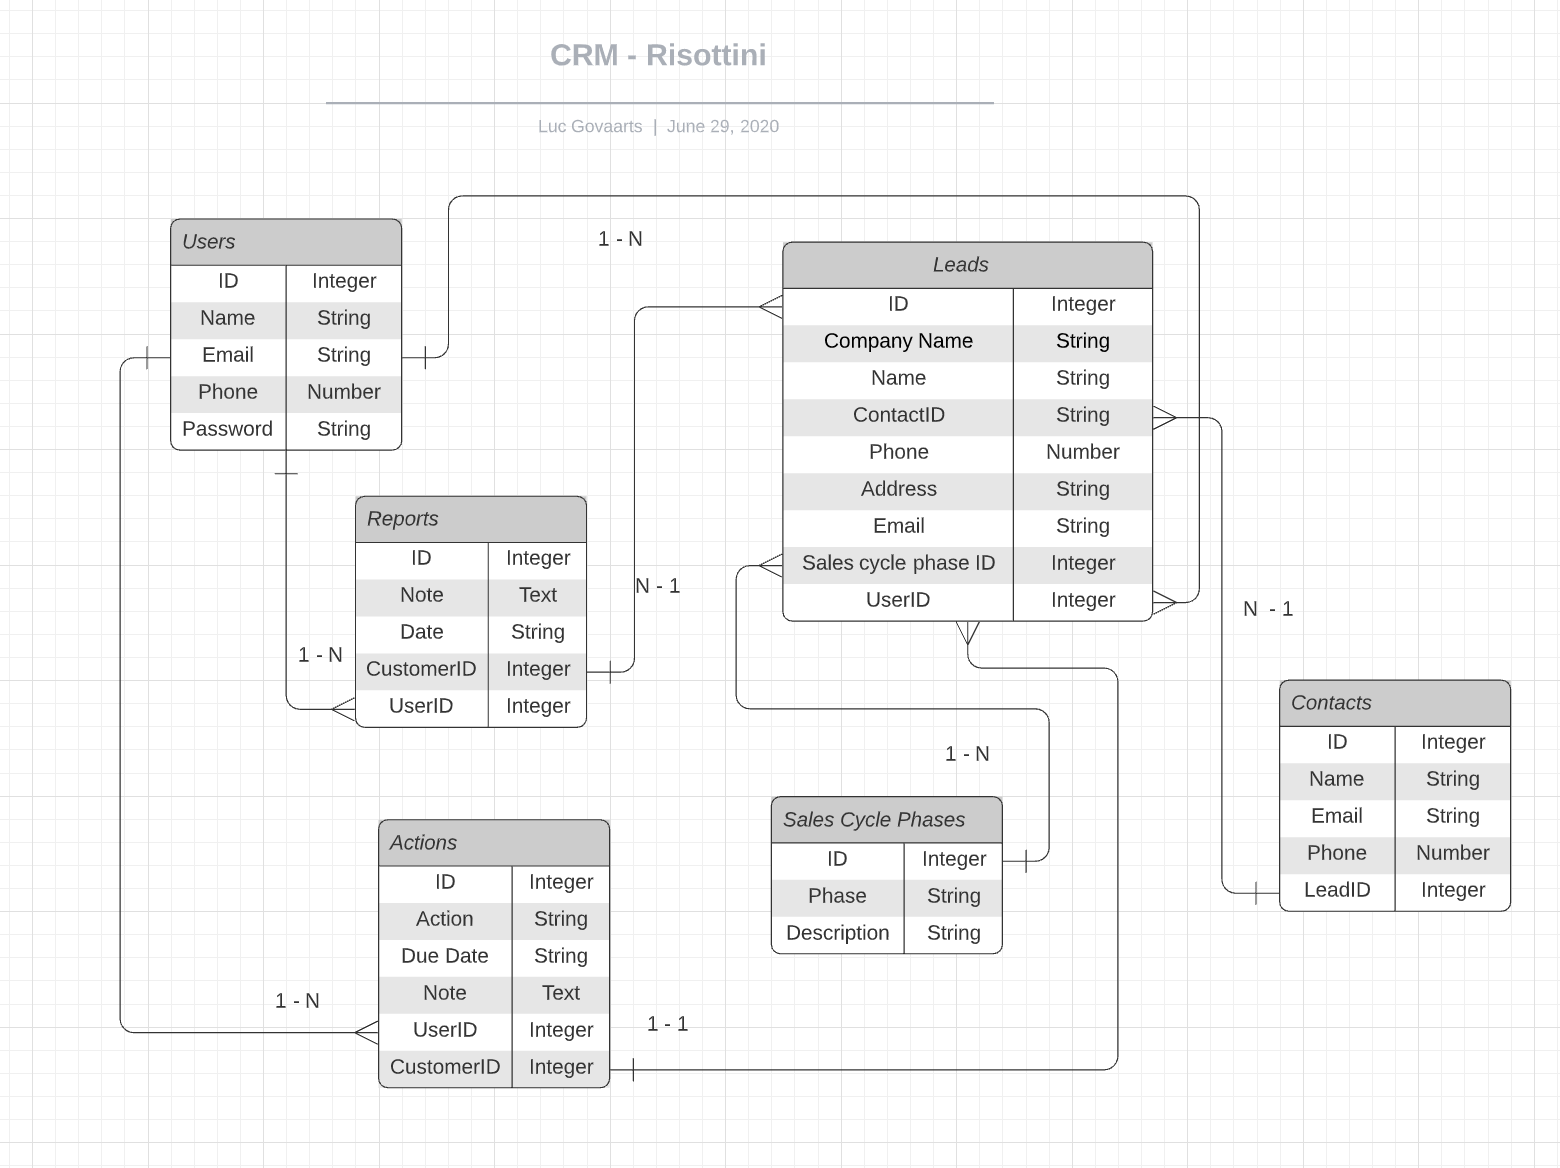 CRM - Risottini
Luc Govaarts | June 29, 2020
1 - N
Users
ID Integer
Name String
Email String
Phone Number
Password String
Leads
ID Integer
Company Name String
Name String
ContactID String
Phone Number
Address String
Email String
Sales cycle phase ID Integer
UserID Integer
Reports
ID Integer
Note Text
Date String
CustomerID Integer
UserID Integer
N - 1
1 - N
N - 1
Contacts
ID Integer
Name String
Email String
Phone Number
LeadID Integer
1 - N
Sales Cycle Phases
ID Integer
Phase String
Description String
Actions
ID Integer
Action String
Due Date String
Note Text
UserID Integer
CustomerID Integer
1 - N
1 - 1